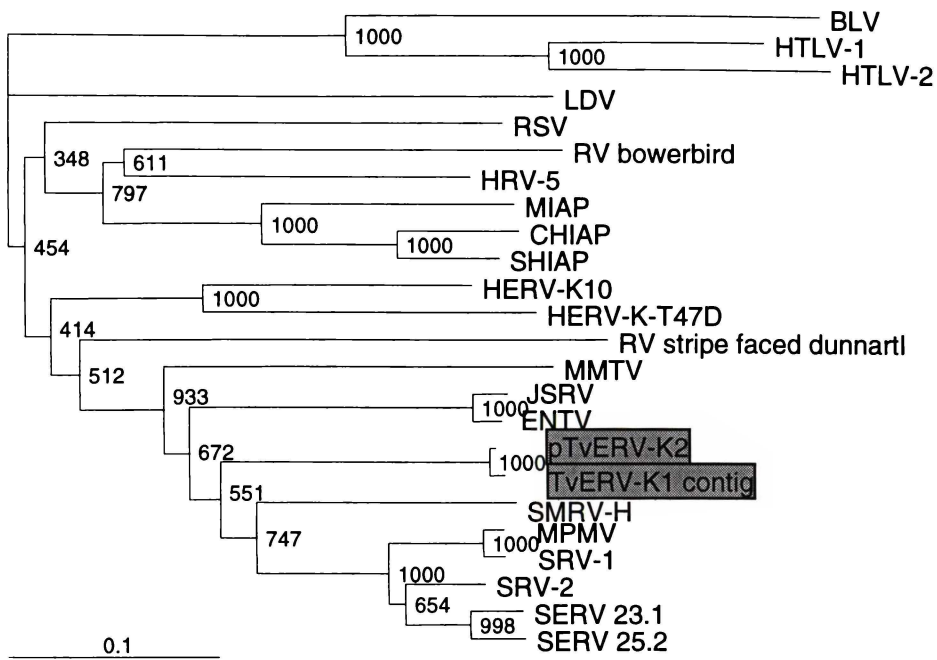 BLV
1000
HTLV-1
1000
HTLV-2
LDV
RSV
348
RV bowerbird
611
HRV-5
797
MIAP
1000
CHIAP
1000
SHIAP
454
HERV-K10
1000
HERV-K-T47D
414
RV stripe faced dunnartl
512
MMTV
933
JSRV
1000
ENTV
672
pTvERV-K2
1000
TvERV-K1 contig
551
SMRV-H
747
MPMV
1000
SRV-1
1000
SRV-2
654
SERV 23.1
998
SERV 25.2
0.1